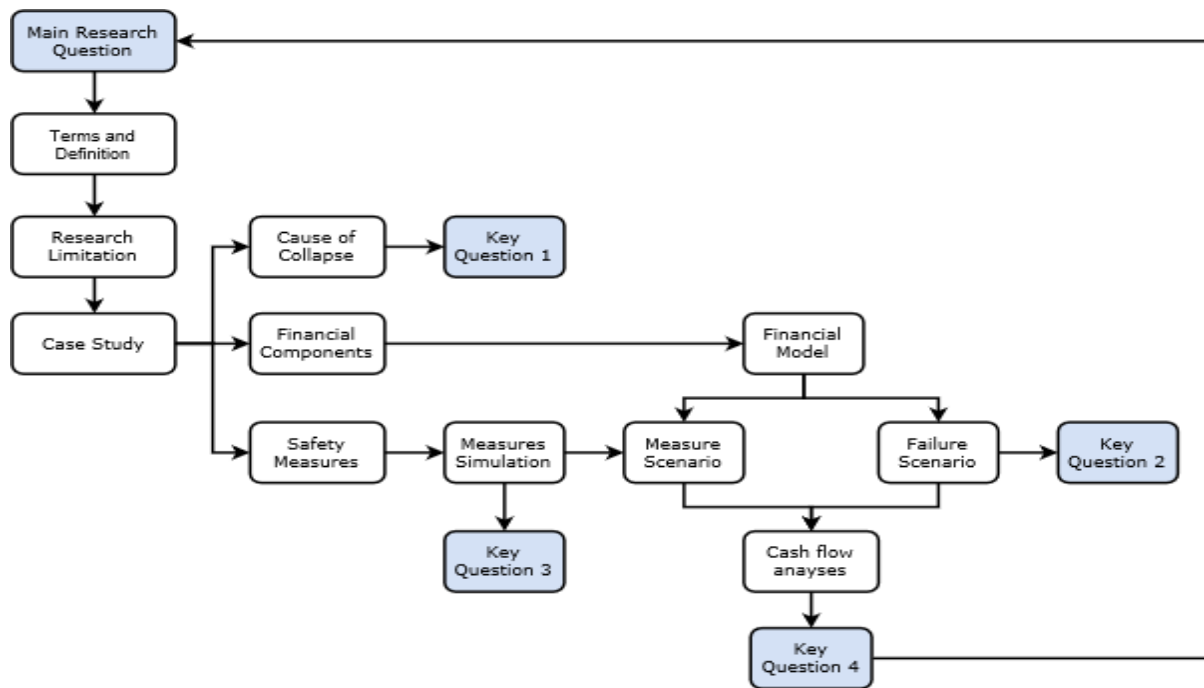 Main Research
Question
Terms and
Definition
Research
Limitation
Case Study
Cause of
Collapse
Key
Question 1
Financial
Components
Financial
Model
Safety
Measures
Measures
Simulation
Measure
Scenario
Failure
Scenario
Key
Question 2
Key
Question 3
Cash flow
anayses
Key
Question 4